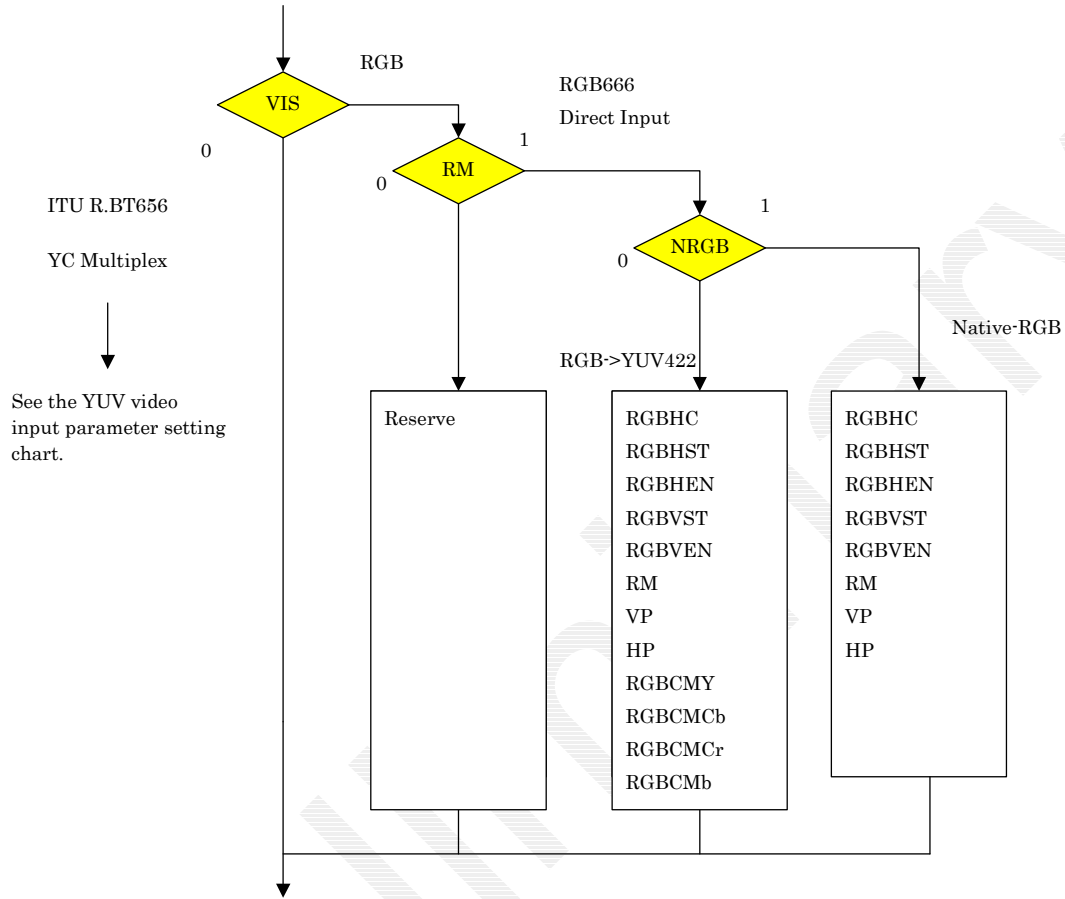 RGB
VIS
0
RGB666
Direct Input
1
RM
0
ITU R.BT656
YC Multiplex
See the YUV video
input parameter setting
chart.
1
NRGB
0
Native-RGB
RGB->YUV422
Reserve
RGBHC
RGBHST
RGBHEN
RGBVST
RGBVEN
RM
VP
HP
RGBCMY
RGBCMCb
RGBCMCr
RGBCMb
RGBHC
RGBHST
RGBHEN
RGBVST
RGBVEN
RM
VP
HP